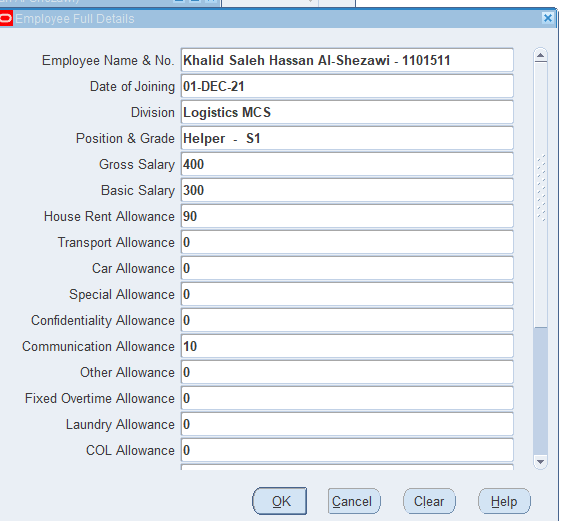 Employee Full Details
Employee Name & No. Khalid Saleh Hassan Al-Shezawi - 1101511
Date of Joining 01-DEC-21
Division Logistics MCS
Position & Grade Helper - S1
Gross Salary 400
Basic Salary 300
House Rent Allowance 90
Transport Allowance 0
Car Allowance 0
Special Allowance 0
Confidentiality Allowance 0
Communication Allowance 10
Other Allowance 0
Fixed Overtime Allowance 0
Laundry Allowance 0
COL Allowance 0
OK Cancel Clear Help